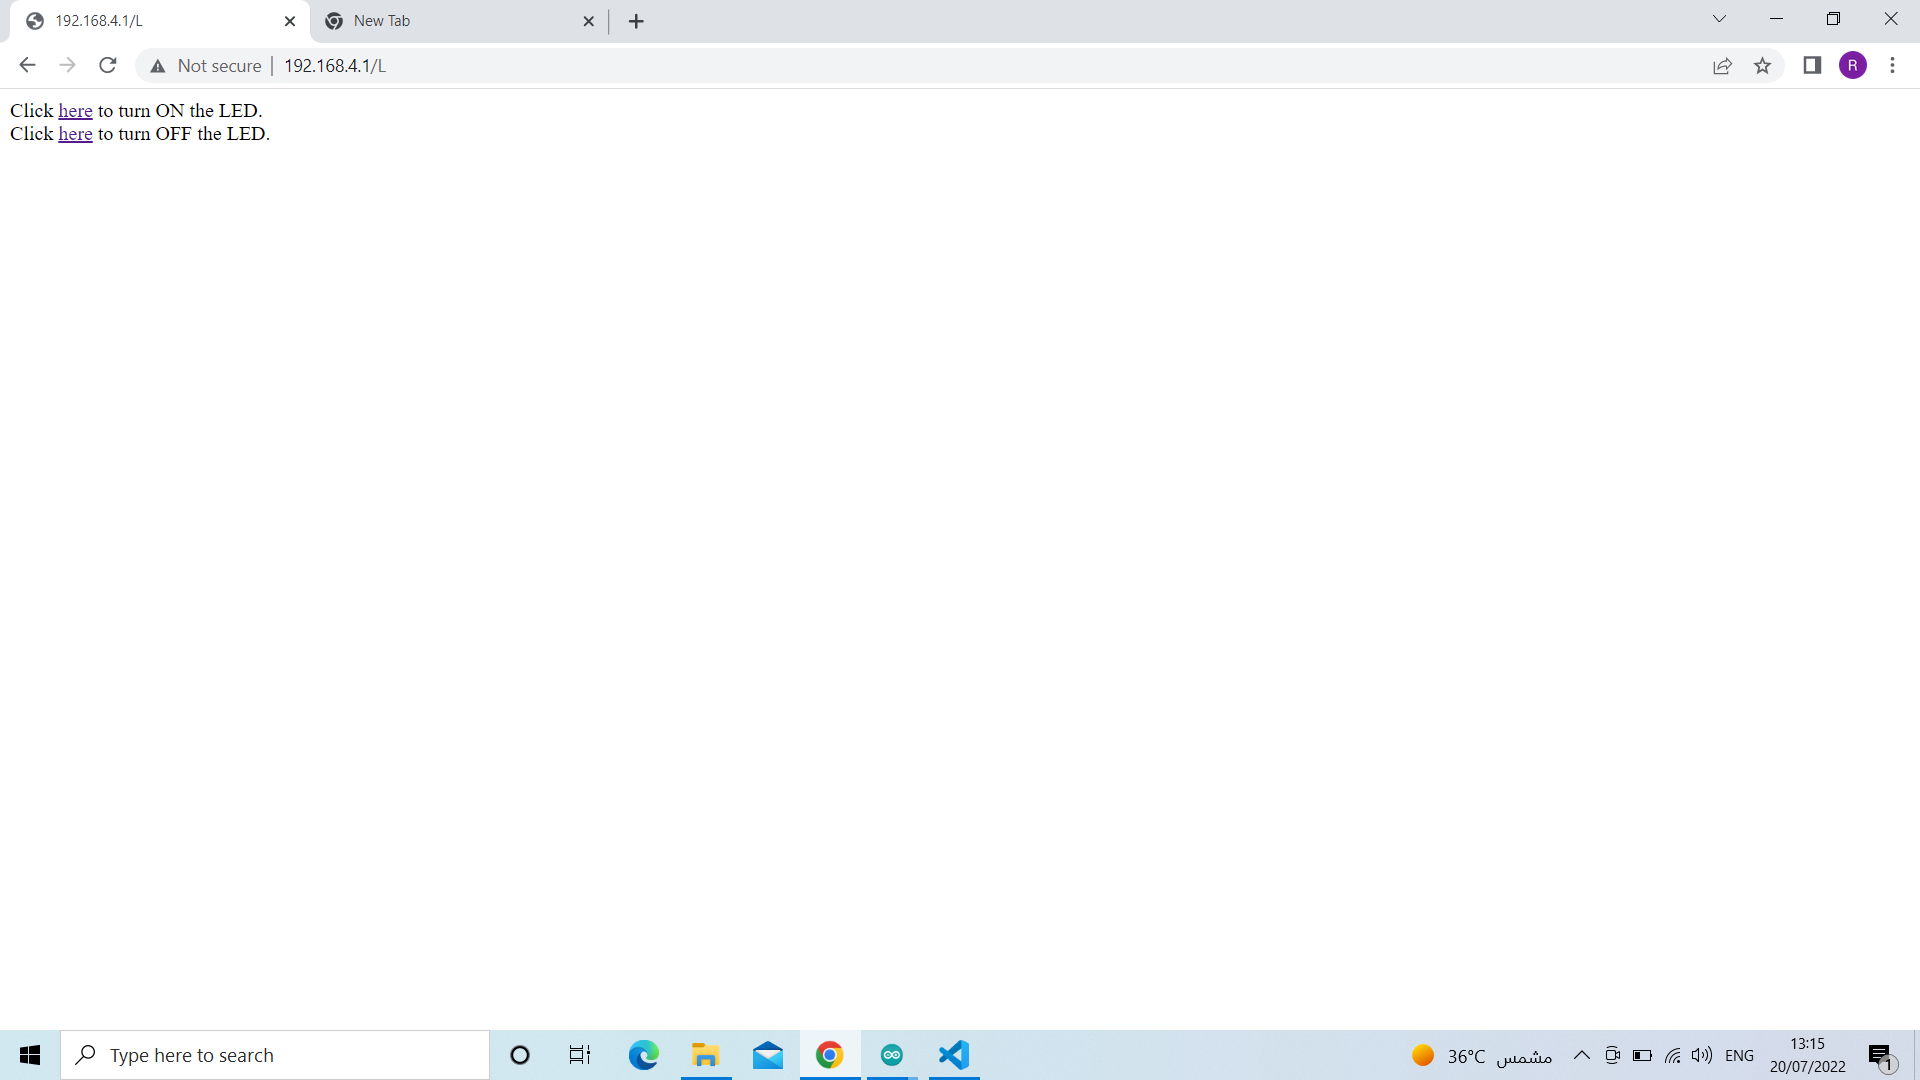 192.168.4.1/L
New Tab
Not secure
192.168.4.1/L
R
Click here to turn ON the LED.
Click here to turn OFF the LED.
Type here to search
36°C مشمس
ENG
13:15
20/07/2022
1